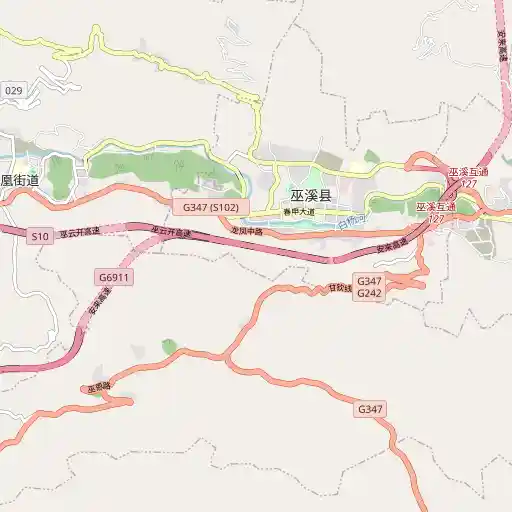 安来高速
029
巫溪互通
127
凰街道
巫溪县
G347 (S102)
巫溪互通
127
春申大道
白杨河
S10
巫云开高速
巫云开高速
龙凤中路
安来高速
G6911
G347
G242
安来高速
巫恩路
G347